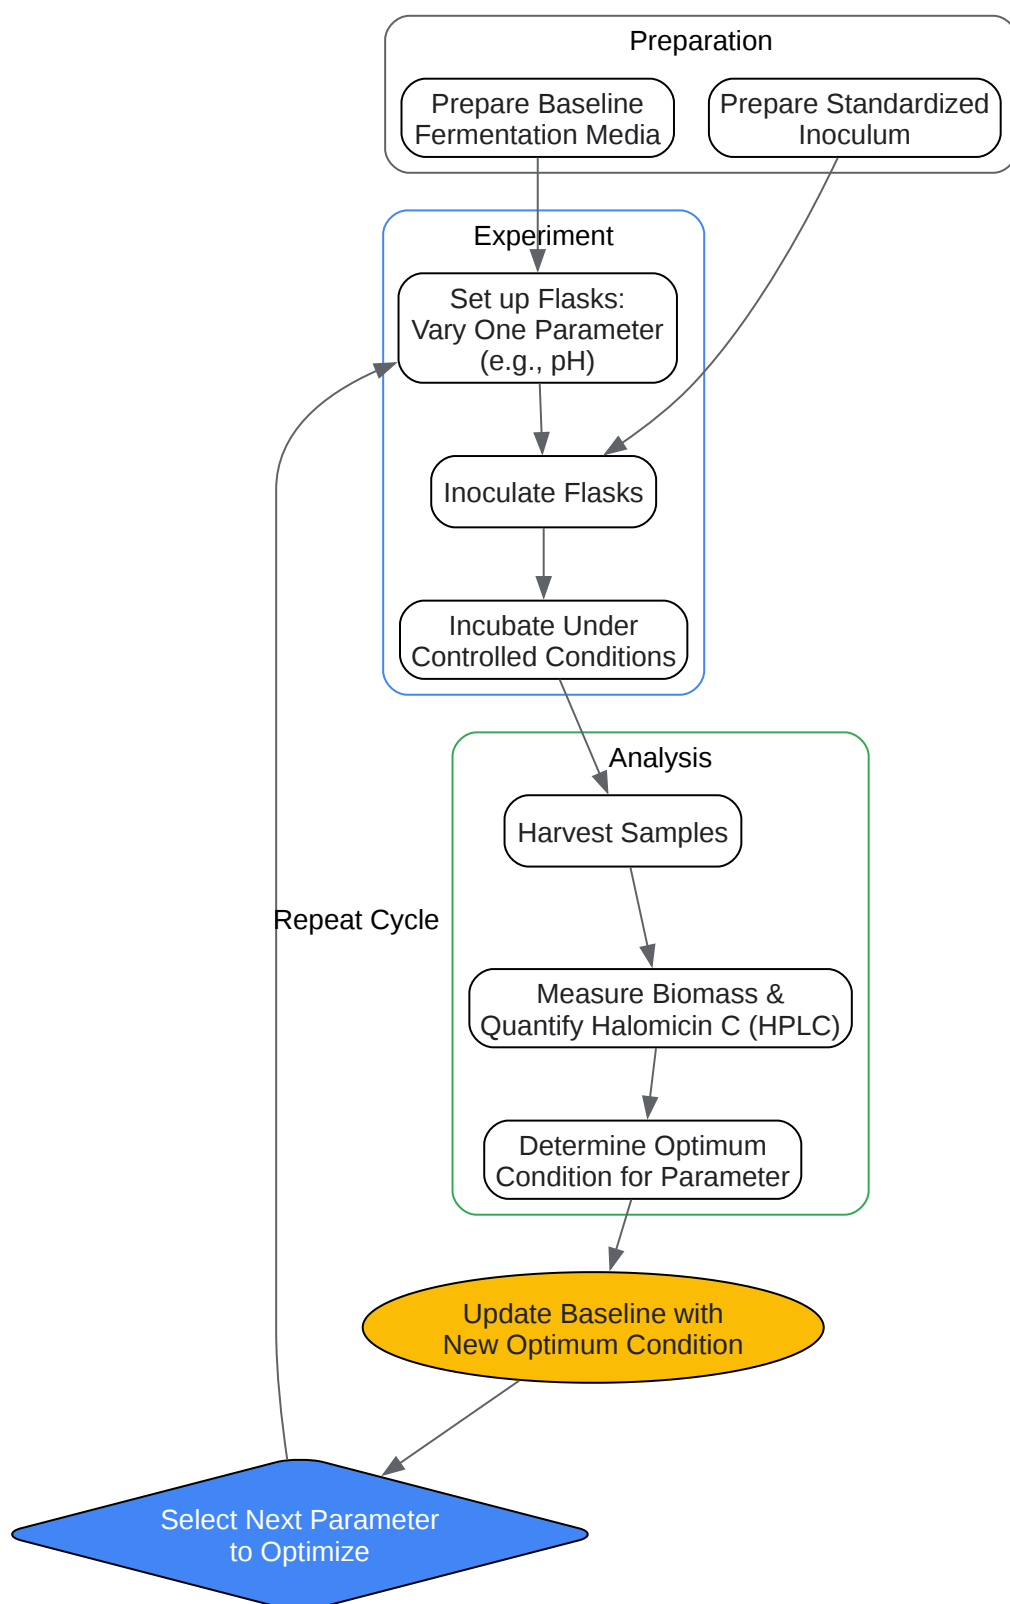 Preparation
Prepare Baseline
Fermentation Media
Prepare Standardized
Inoculum
Experiment
Set up Flasks:
Vary One Parameter
(e.g., pH)
Inoculate Flasks
Incubate Under
Controlled Conditions
Analysis
Harvest Samples
Repeat Cycle
Measure Biomass &
Quantify Halomicin C (HPLC)
Determine Optimum
Condition for Parameter
Update Baseline with
New Optimum Condition
Select Next Parameter
to Optimize